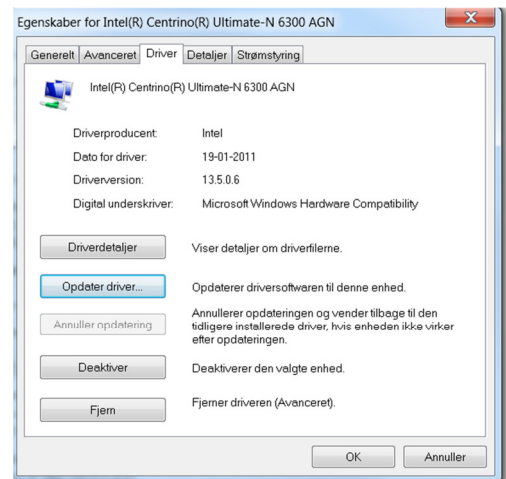 Egenskaber for Intel(R) Centrino(R) Ultimate-N 6300 AGN
Generelt Avanceret Driver Detaljer Strømstyring
Intel(R) Centrino(R) Ultimate-N 6300 AGN
Driverproducent: Intel
Dato for driver: 19-01-2011
Driverversion: 13.5.0.6
Digital underskriver: Microsoft Windows Hardware Compatibility
Driverdetaljer Viser detaljer om driverfilerne.
Opdater driver... Opdaterer driversoftwaren til denne enhed.
Annuller opdatering Annullerer opdateringen og vender tilbage til den
tidligere installerede driver, hvis enheden ikke virker
efter opdateringen.
Deaktiver Deaktiverer den valgte enhed.
Fjern Fjerner driveren (Avanceret).
OK Annuller